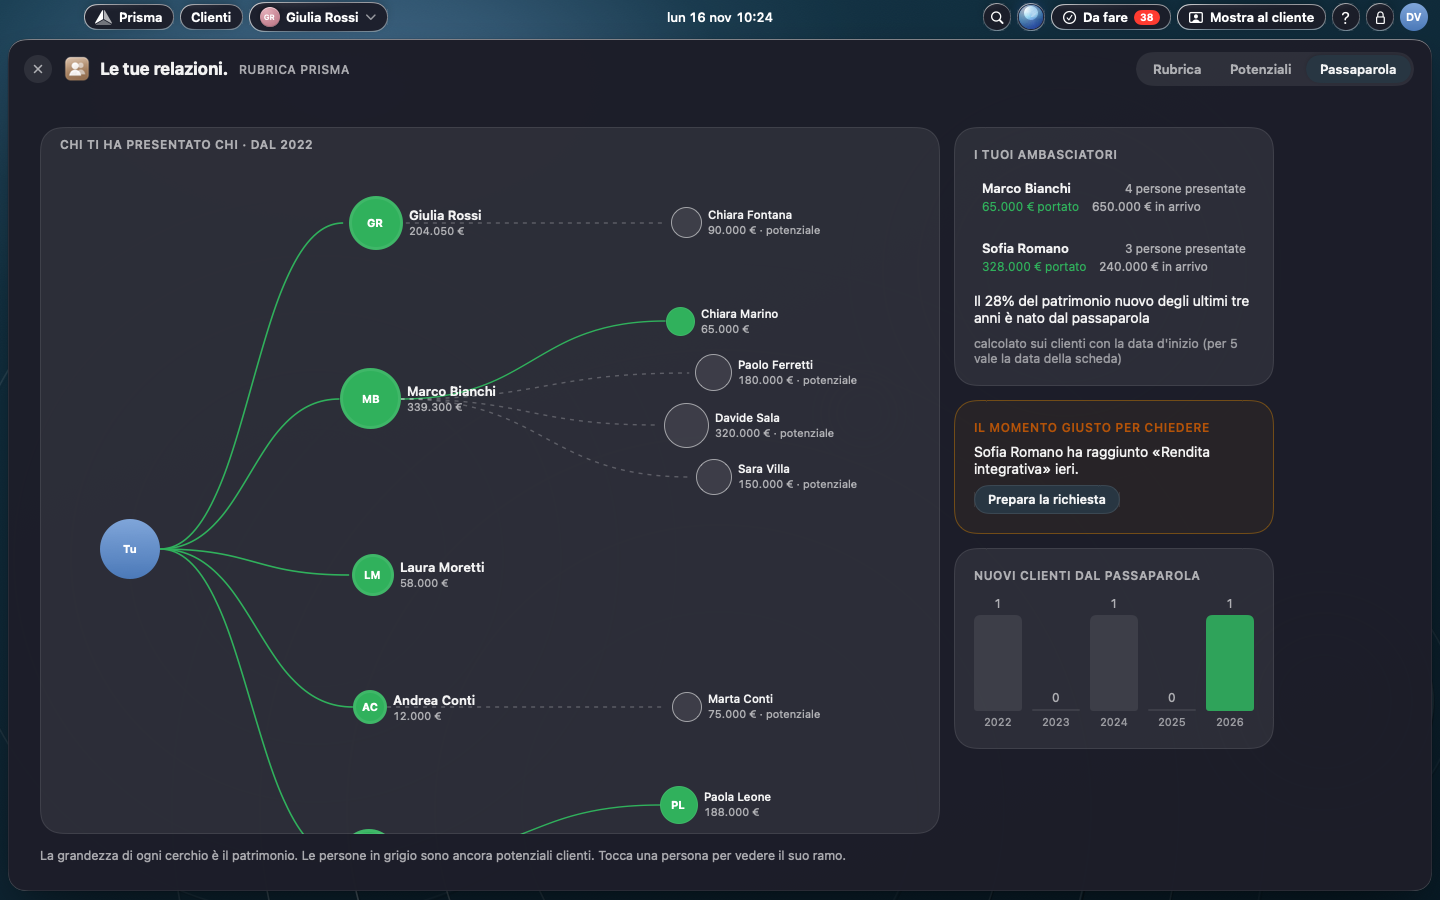 Prisma
Clienti
GR Giulia Rossi
lun 16 nov 10:24
Da fare 38
Mostra al cliente
?
DV
Le tue relazioni. RUBRICA PRISMA
Rubrica
Potenziali
Passaparola
CHI TI HA PRESENTATO CHI · DAL 2022
Tu
GR
Giulia Rossi
204.050 €
Chiara Fontana
90.000 € · potenziale
MB
Marco Bianchi
339.300 €
Chiara Marino
65.000 €
Paolo Ferretti
180.000 € · potenziale
Davide Sala
320.000 € · potenziale
Sara Villa
150.000 € · potenziale
LM
Laura Moretti
58.000 €
AC
Andrea Conti
12.000 €
Marta Conti
75.000 € · potenziale
PL
Paola Leone
188.000 €
La grandezza di ogni cerchio è il patrimonio. Le persone in grigio sono ancora potenziali clienti. Tocca una persona per vedere il suo ramo.
I TUOI AMBASCIATORI
Marco Bianchi 4 persone presentate
65.000 € portato 650.000 € in arrivo
Sofia Romano 3 persone presentate
328.000 € portato 240.000 € in arrivo
Il 28% del patrimonio nuovo degli ultimi tre
anni è nato dal passaparola
calcolato sui clienti con la data d'inizio (per 5
vale la data della scheda)
IL MOMENTO GIUSTO PER CHIEDERE
Sofia Romano ha raggiunto «Rendita
integrativa» ieri.
Prepara la richiesta
NUOVI CLIENTI DAL PASSAPAROLA
1 0 1 0 1
2022 2023 2024 2025 2026